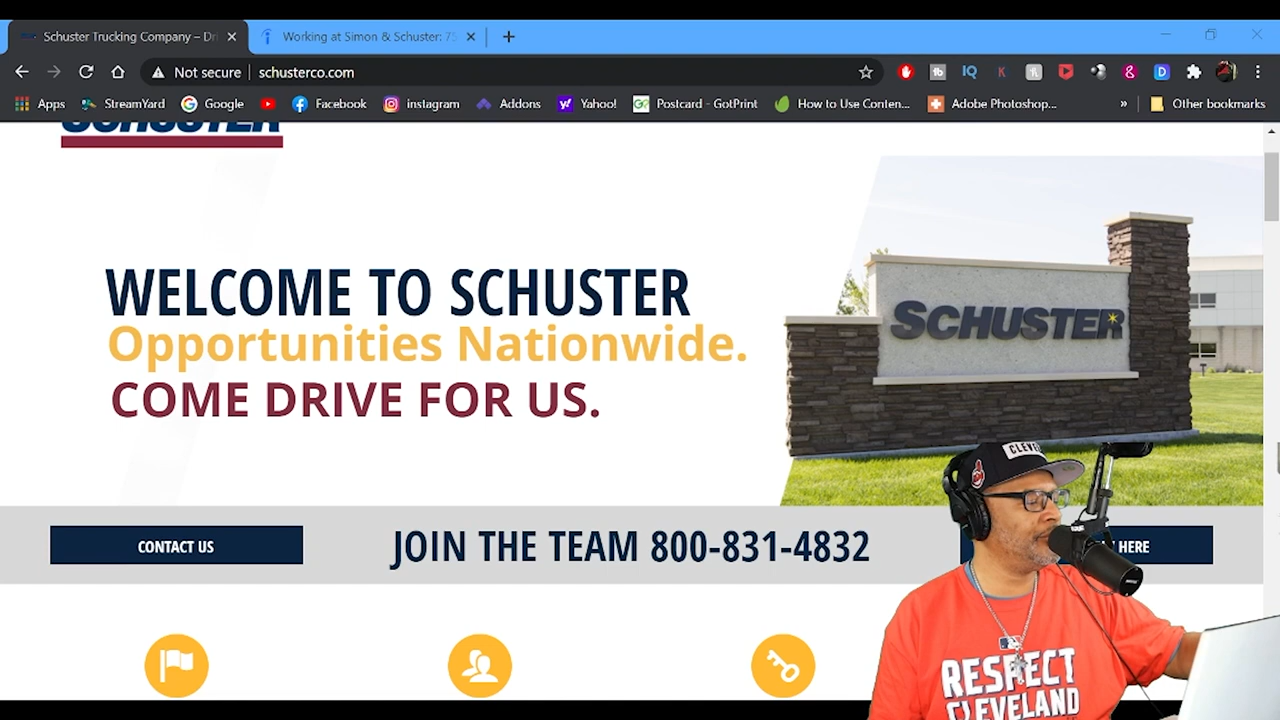 Schuster Trucking Company – Dri
Working at Simon & Schuster: 75
Not secure
schusterco.com
Apps
StreamYard
Google
Facebook
instagram
Addons
Yahoo!
Postcard - GotPrint
How to Use Conten...
Adobe Photoshop...
»
Other bookmarks
SCHUSTER
WELCOME TO SCHUSTER
Opportunities Nationwide.
COME DRIVE FOR US.
SCHUSTER
CONTACT US
JOIN THE TEAM 800-831-4832
HERE
CLEVE
RESPECT
CLEVELAND